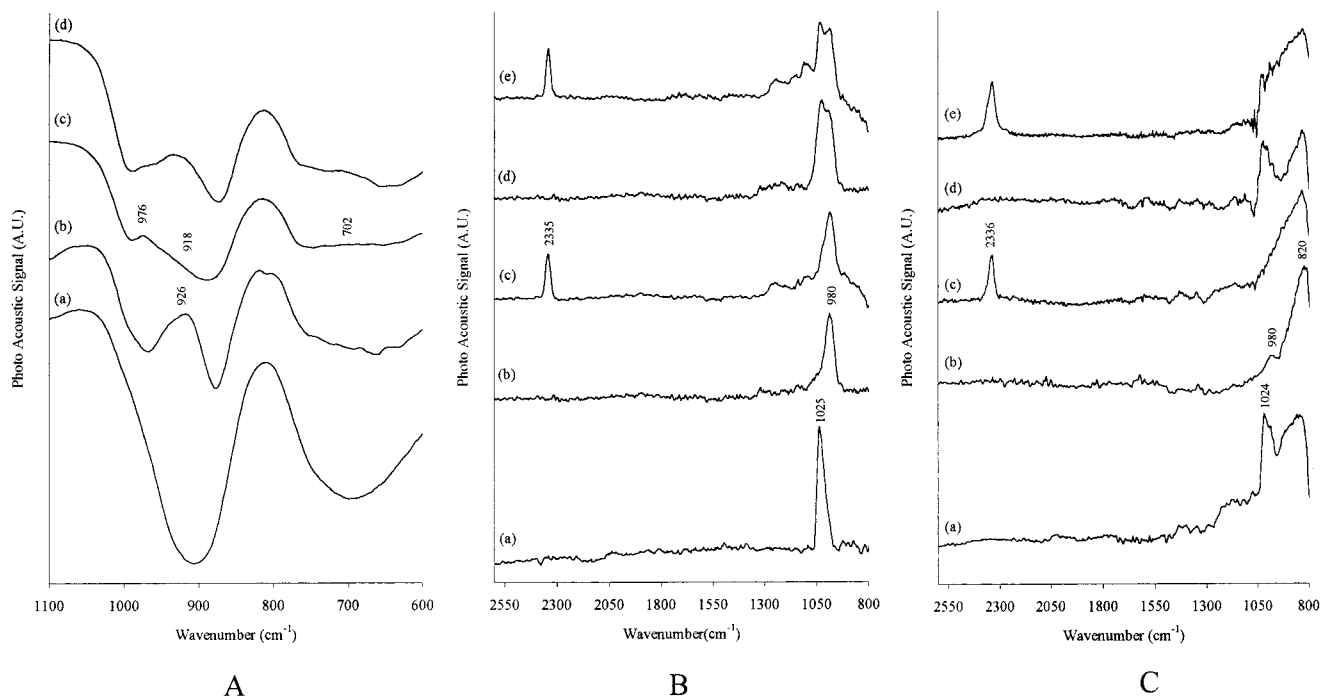 (d)
(c)
976
918
702
(b)
926
(a)
Photo Acoustic Signal (A.U.)
1100 1000 900 800 700 600
Wavenumber (cm-1)
A
(e)
(d)
2335
(c)
980
(b)
1025
(a)
Photo Acoustic Signal (A.U.)
2550 2300 2050 1800 1550 1300 1050 800
Wavenumber(cm-1)
B
(e)
(d)
2336
820
(c)
980
(b)
1024
(a)
Photo Acoustic Signal (A.U.)
2550 2300 2050 1800 1550 1300 1050 800
Wavenumber (cm-1)
C